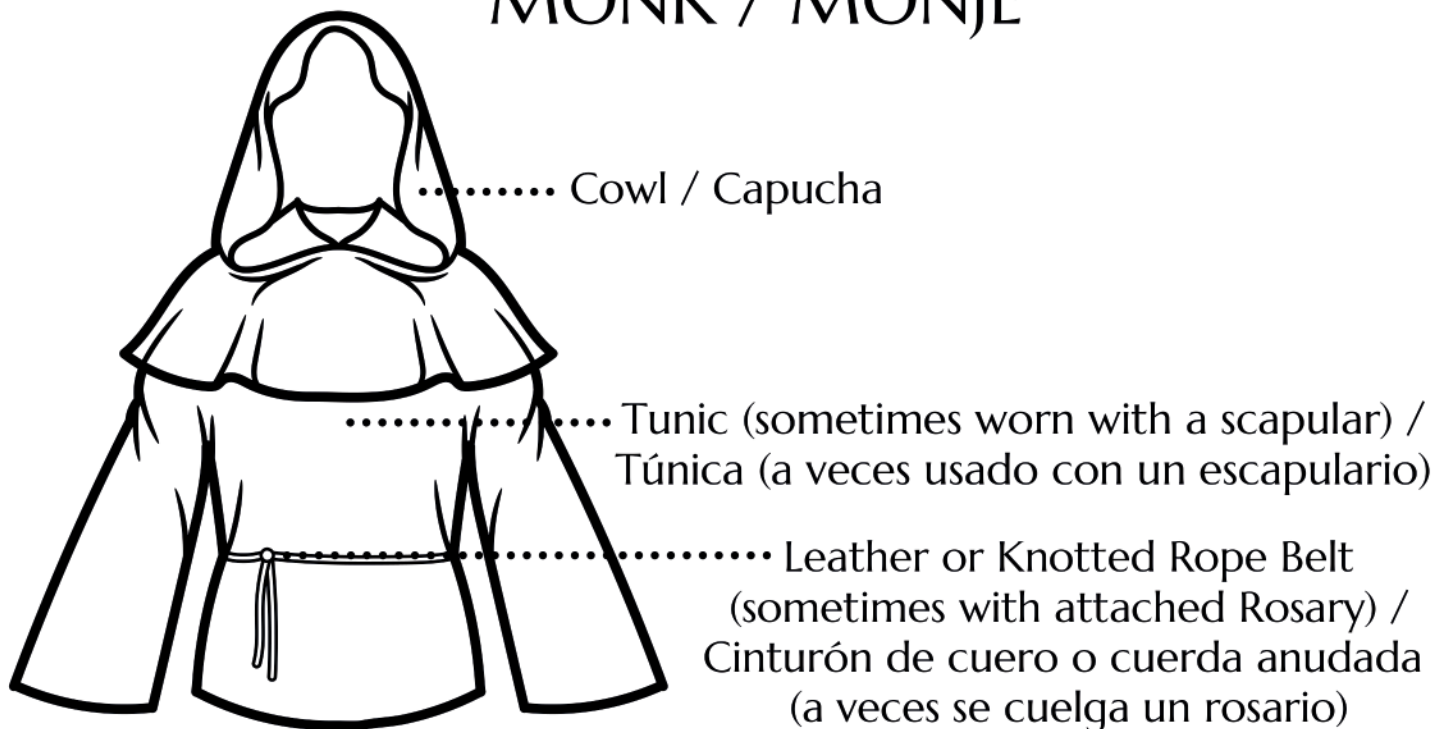 MONK / MONJE
Cowl / Capucha
Tunic (sometimes worn with a scapular) /
Túnica (a veces usado con un escapulario)
Leather or Knotted Rope Belt
(sometimes with attached Rosary) /
Cinturón de cuero o cuerda anudada
(a veces se cuelga un rosario)